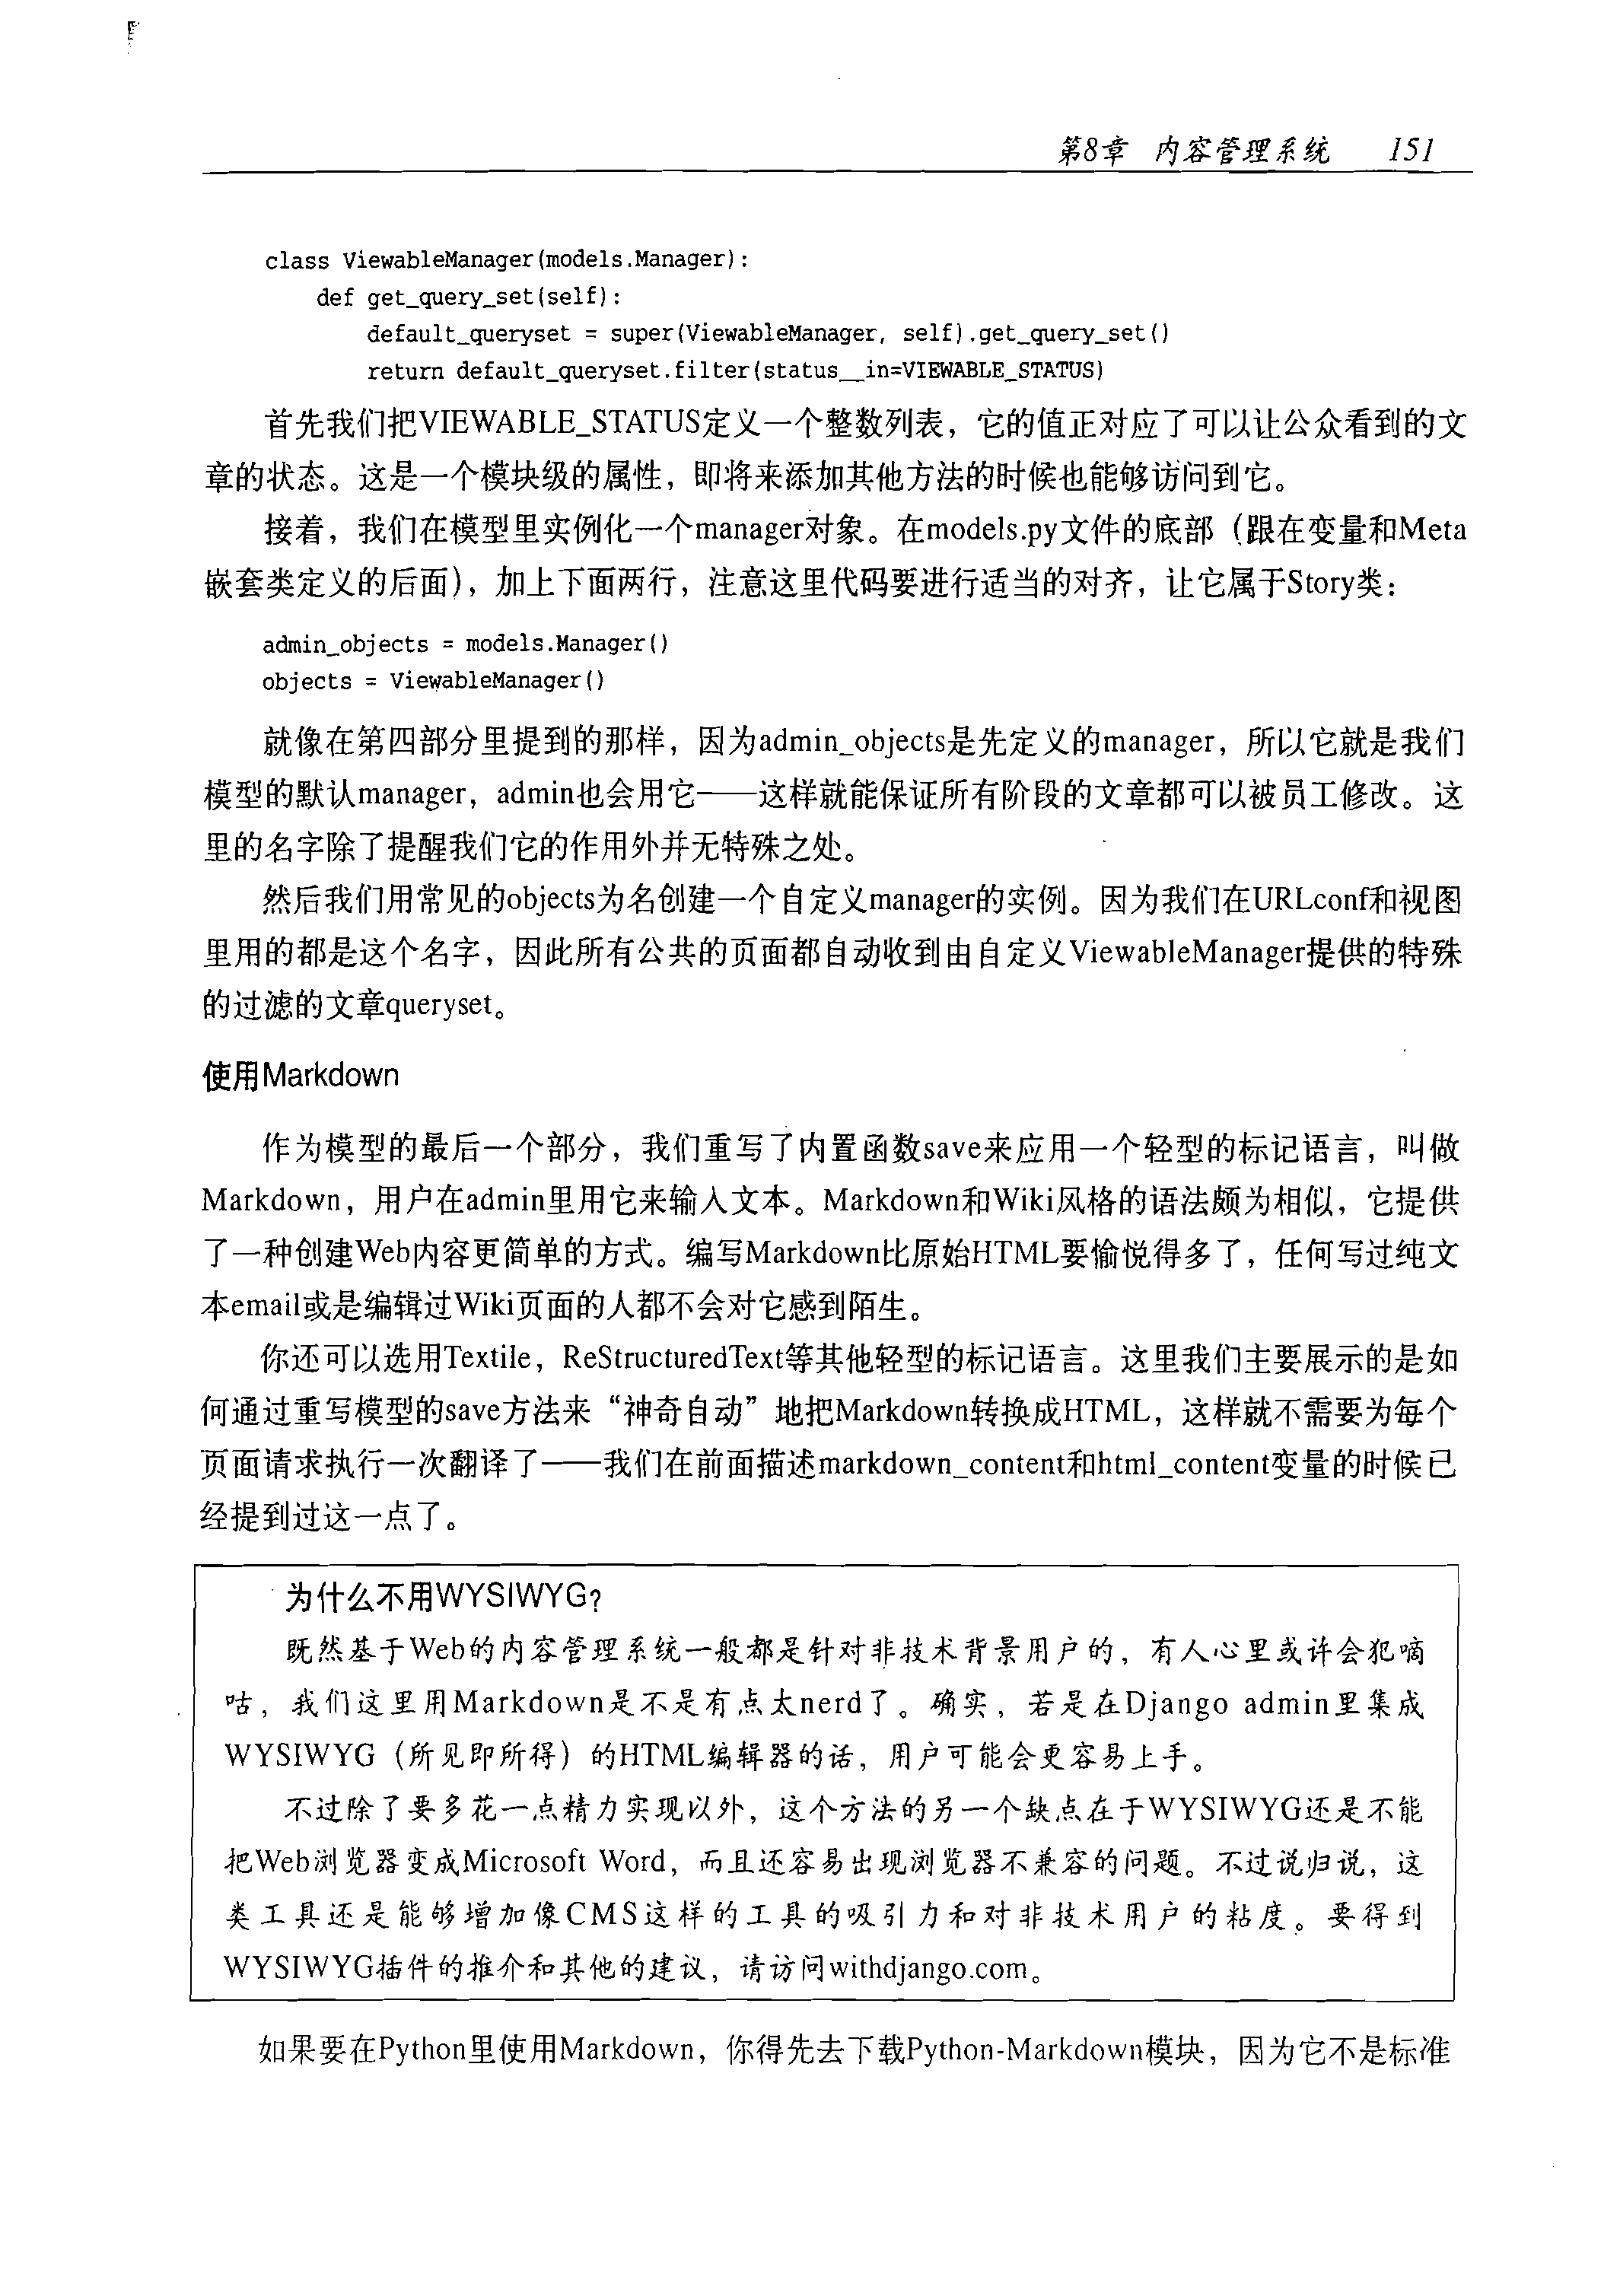 第8章 内容管理系统 151
class ViewableManager(models.Manager):
    def get_query_set(self):
        default_queryset = super(ViewableManager, self).get_query_set()
        return default_queryset.filter(status__in=VIEWABLE_STATUS)
首先我们把VIEWABLE_STATUS定义一个整数列表，它的值正对应了可以让公众看到的文
章的状态。这是一个模块级的属性，即将来添加其他方法的时候也能够访问到它。
接着，我们在模型里实例化一个manager对象。在models.py文件的底部（跟在变量和Meta
嵌套类定义的后面），加上下面两行，注意这里代码要进行适当的对齐，让它属于Story类：
admin_objects = models.Manager()
objects = ViewableManager()
就像在第四部分里提到的那样，因为admin_objects是先定义的manager，所以它就是我们
模型的默认manager，admin也会用它——这样就能保证所有阶段的文章都可以被员工修改。这
里的名字除了提醒我们它的作用外并无特殊之处。
然后我们用常见的objects为名创建一个自定义manager的实例。因为我们在URLconf和视图
里用的都是这个名字，因此所有公共的页面都自动收到由自定义ViewableManager提供的特殊
的过滤的文章queryset。
使用Markdown
作为模型的最后一个部分，我们重写了内置函数save来应用一个轻型的标记语言，叫做
Markdown，用户在admin里用它来输入文本。Markdown和Wiki风格的语法颇为相似，它提供
了一种创建Web内容更简单的方式。编写Markdown比原始HTML要愉悦得多了，任何写过纯文
本email或是编辑过Wiki页面的人都不会对它感到陌生。
你还可以选用Textile，ReStructuredText等其他轻型的标记语言。这里我们主要展示的是如
何通过重写模型的save方法来“神奇自动”地把Markdown转换成HTML，这样就不需要为每个
页面请求执行一次翻译了——我们在前面描述markdown_content和html_content变量的时候已
经提到过这一点了。
为什么不用WYSIWYG?
既然基于Web的内容管理系统一般都是针对非技术背景用户的，有人心里或许会犯嘀
咕，我们这里用Markdown是不是有点太nerd了。确实，若是在Django admin里集成
WYSIWYG（所见即所得）的HTML编辑器的话，用户可能会更容易上手。
不过除了要多花一点精力实现以外，这个方法的另一个缺点在于WYSIWYG还是不能
把Web浏览器变成Microsoft Word，而且还容易出现浏览器不兼容的问题。不过说归说，这
类工具还是能够增加像CMS这样的工具的吸引力和对非技术用户的粘度。要得到
WYSIWYG插件的推介和其他的建议，请访问withdjango.com。
如果要在Python里使用Markdown，你得先去下载Python-Markdown模块，因为它不是标准